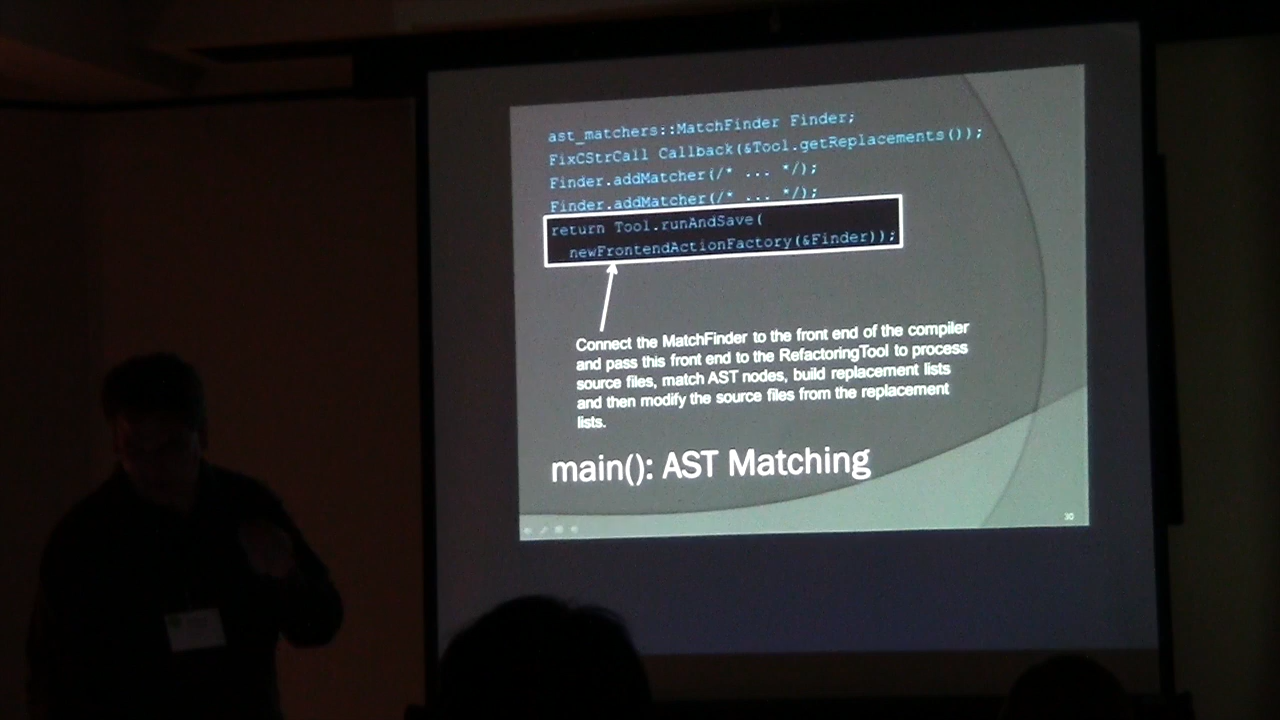 ast_matchers::MatchFinder Finder;
FixCStrCall Callback(&Tool.getReplacements());
Finder.addMatcher(/* ... */);
Finder.addMatcher(/* ... */);
return Tool.runAndSave(
newFrontendActionFactory(&Finder));
Connect the MatchFinder to the front end of the compiler
and pass this front end to the RefactoringTool to process
source files, match AST nodes, build replacement lists
and then modify the source files from the replacement
lists.
main(): AST Matching
30